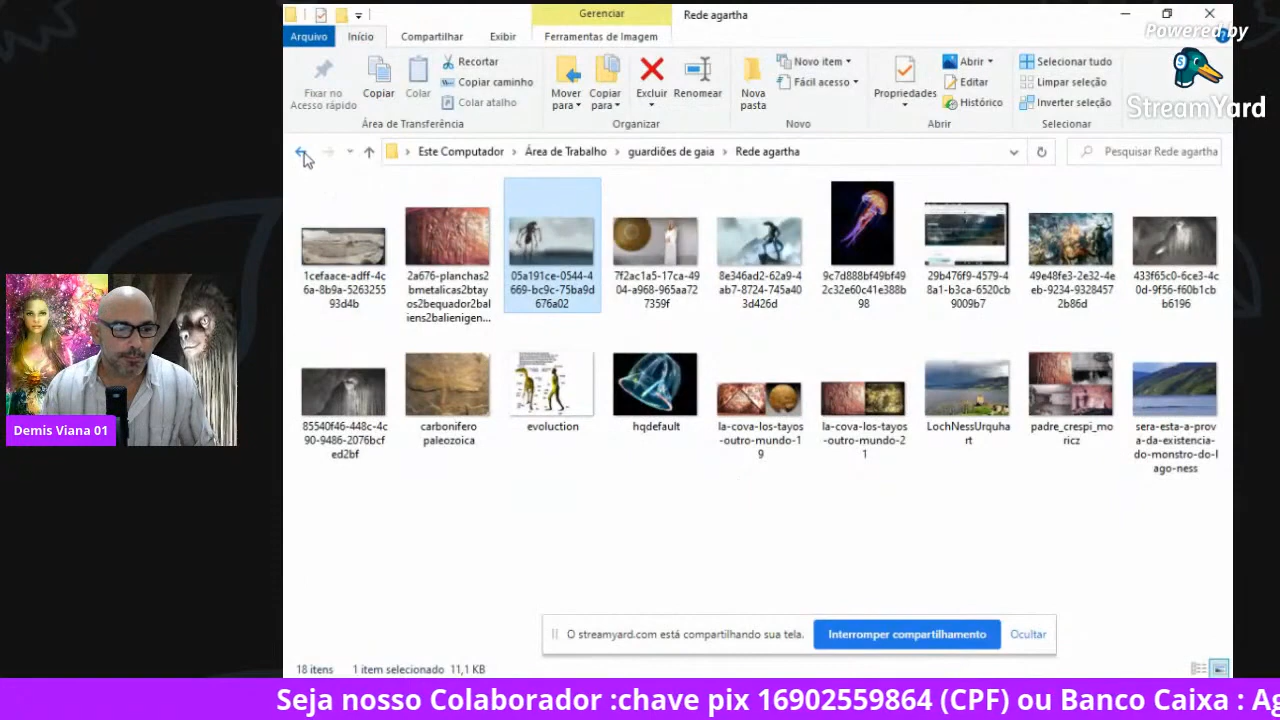 Gerenciar
Rede agartha
Powered by
StreamYard
Arquivo
Início
Compartilhar
Exibir
Ferramentas de Imagem
Fixar no
Acesso rápido
Copiar
Colar
Recortar
Copiar caminho
Colar atalho
Área de Transferência
Mover
para
Copiar
para
Excluir
Renomear
Organizar
Nova
pasta
Novo item
Fácil acesso
Novo
Propriedades
Abrir
Editar
Histórico
Abrir
Selecionar tudo
Limpar seleção
Inverter seleção
Selecionar
Este Computador
Área de Trabalho
guardiões de gaia
Rede agartha
Pesquisar Rede agartha
1cefaace-adff-4c
6a-8b9a-5263255
93d4b
2a676-planchas2
bmetalicas2btay
os2bequador2bal
iens2balienigen...
05a191ce-0544-4
669-bc9c-75ba9d
676a02
7f2ac1a5-17ca-49
04-a968-965aa72
7359f
8e346ad2-62a9-4
ab7-8724-745a40
3d426d
9c7d888bf49bf49
2c32e60c41e388b
98
29b476f9-4579-4
8a1-b3ca-6520cb
9009b7
49e48fe3-2e32-4e
eb-9234-9328457
2b86d
433f65c0-6ce3-4c
0d-9f56-f60b1cb
b6196
85540f46-448c-4c
90-9486-2076bcf
ed2bf
carbonifero
paleozoica
evoluction
hqdefault
la-cova-los-tayos
-outro-mundo-1
9
la-cova-los-tayos
-outro-mundo-2
1
LochNessUrquha
rt
padre_crespi_mo
ricz
sera-esta-a-prov
a-da-existencia-
do-monstro-do-l
ago-ness
Demis Viana 01
O streamyard.com está compartilhando sua tela.
Interromper compartilhamento
Ocultar
18 itens
1 item selecionado 11,1 KB
Seja nosso Colaborador :chave pix 16902559864 (CPF) ou Banco Caixa : Ag